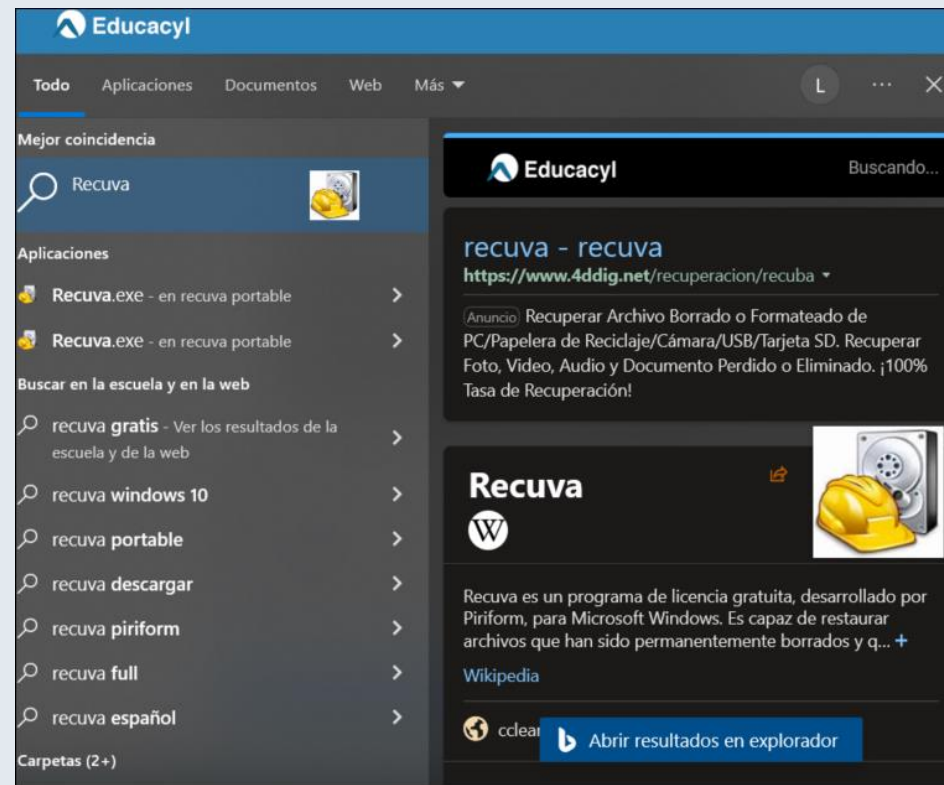 Educacyl
Todo Aplicaciones Documentos Web Más
L
Mejor coincidencia
Recuva
Aplicaciones
Recuva.exe - en recuva portable
Recuva.exe - en recuva portable
Buscar en la escuela y en la web
recuva gratis - Ver los resultados de la
escuela y de la web
recuva windows 10
recuva portable
recuva descargar
recuva piriform
recuva full
recuva español
Carpetas (2+)
Educacyl Buscando...
recuva - recuva
https://www.4ddig.net/recuperacion/recuba
Anuncio Recuperar Archivo Borrado o Formateado de
PC/Papelera de Reciclaje/Cámara/USB/Tarjeta SD. Recuperar
Foto, Video, Audio y Documento Perdido o Eliminado. ¡100%
Tasa de Recuperación!
Recuva
W
Recuva es un programa de licencia gratuita, desarrollado por
Piriform, para Microsoft Windows. Es capaz de restaurar
archivos que han sido permanentemente borrados y q... +
Wikipedia
Abrir resultados en explorador